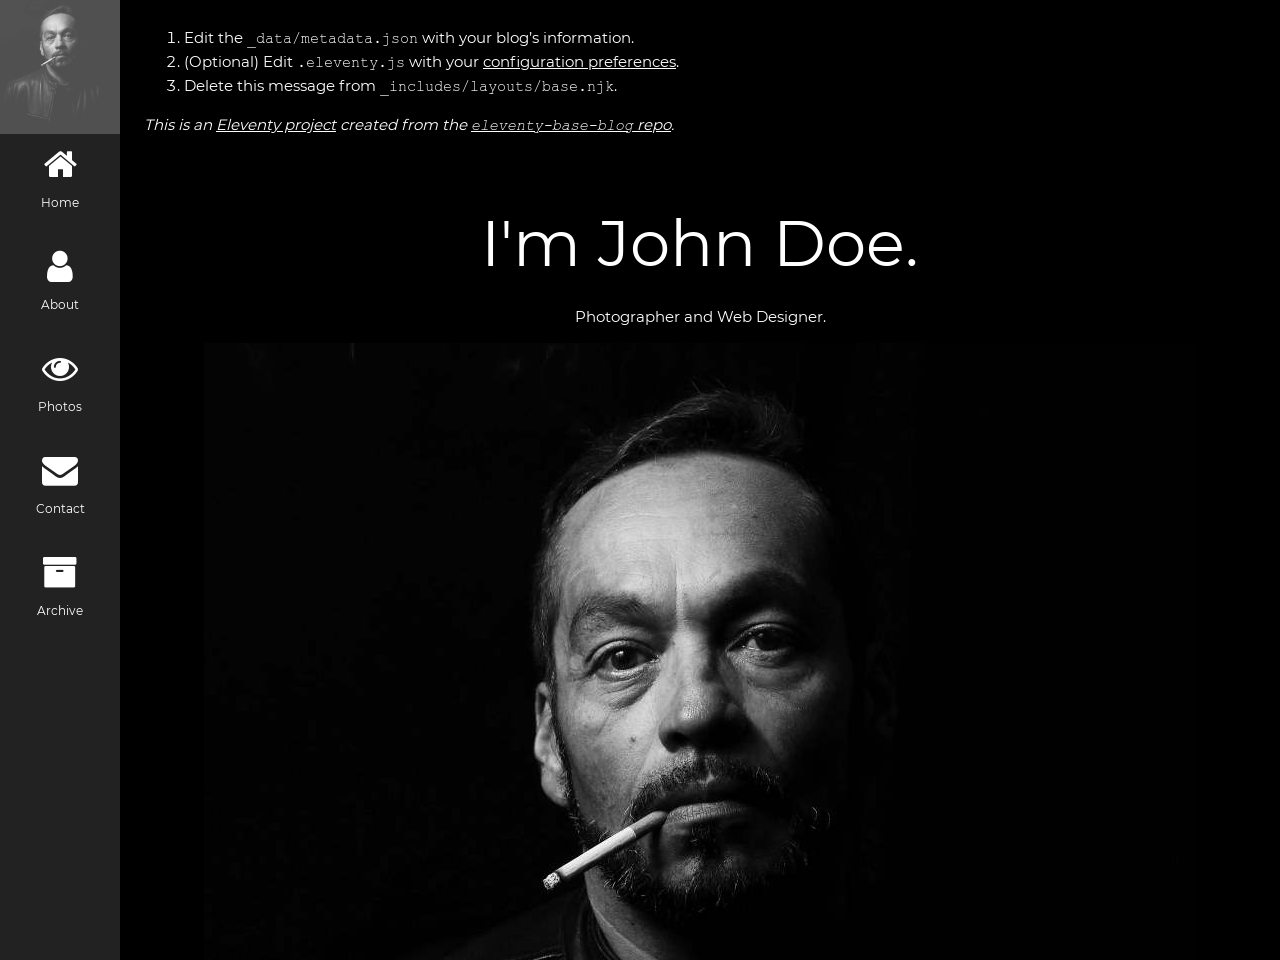 1. Edit the _data/metadata.json with your blog’s information.
2. (Optional) Edit .eleventy.js with your configuration preferences.
3. Delete this message from _includes/layouts/base.njk.
This is an Eleventy project created from the eleventy-base-blog repo.
Home
About
Photos
Contact
Archive
I'm John Doe.
Photographer and Web Designer.